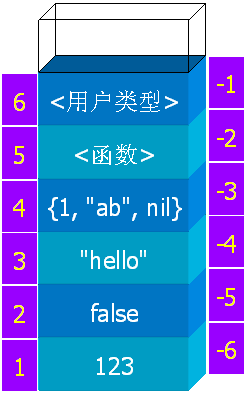 6 <用户类型> -1
5 <函数> -2
4 {1, "ab", nil} -3
3 "hello" -4
2 false -5
1 123 -6